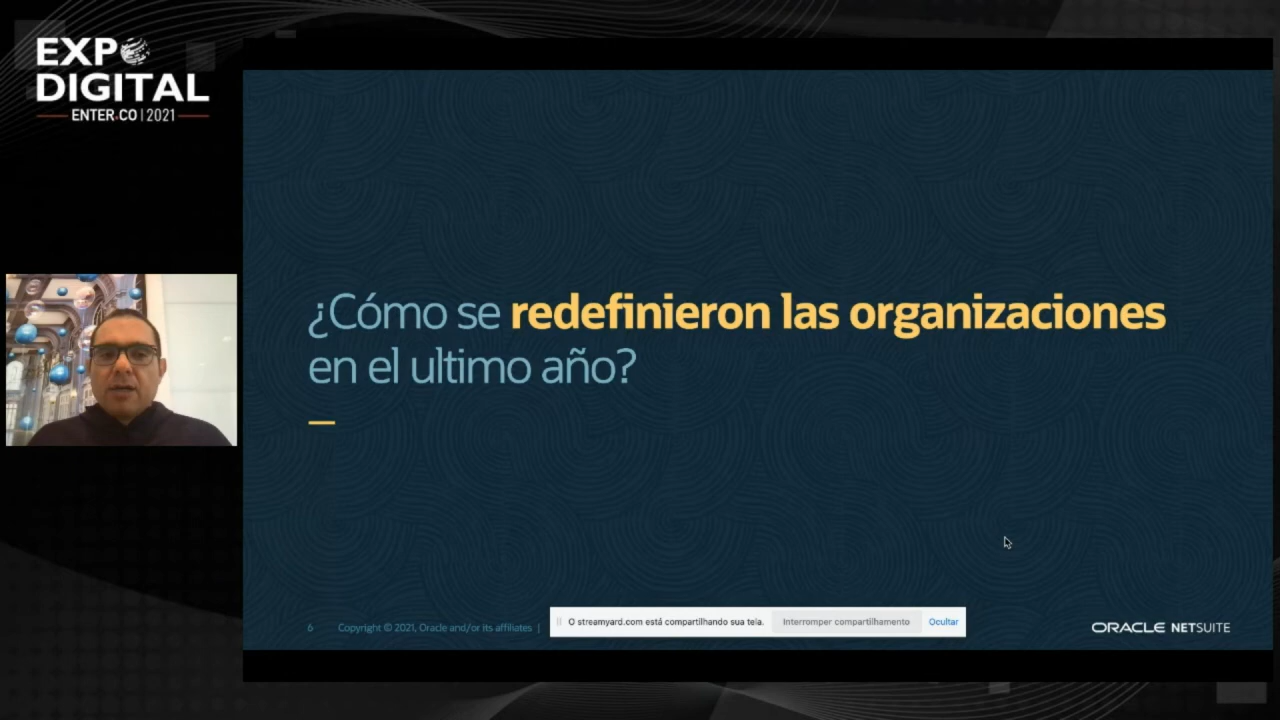 EXPO
DIGITAL
ENTER.CO | 2021
¿Cómo se redefinieron las organizaciones
en el ultimo año?
6 Copyright © 2021, Oracle and/or its affiliates |
O streamyard.com está compartilhando sua tela. Interromper compartilhamento Ocultar
ORACLE NETSUITE